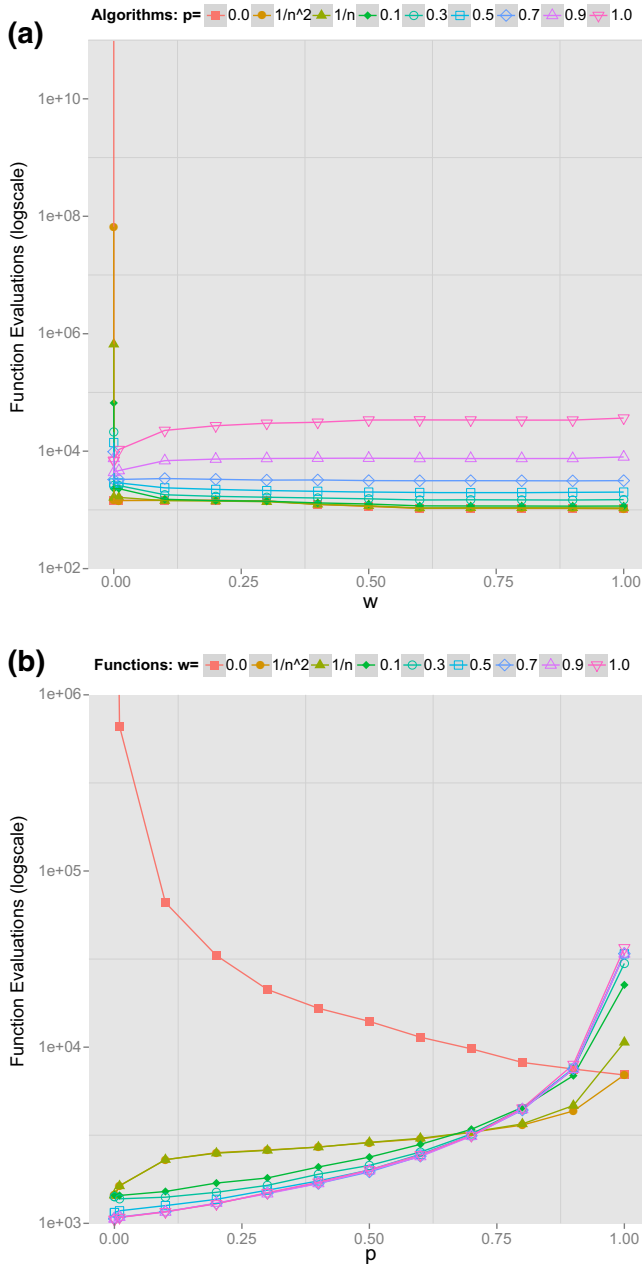 Algorithms: p= 0.0 1/n^2 1/n 0.1 0.3 0.5 0.7 0.9 1.0
(a)
1e+10
1e+08
1e+06
1e+04
1e+02
Function Evaluations (logscale)
0.00 0.25 0.50 0.75 1.00
w
(b)
Functions: w= 0.0 1/n^2 1/n 0.1 0.3 0.5 0.7 0.9 1.0
1e+06
1e+05
1e+04
1e+03
Function Evaluations (logscale)
0.00 0.25 0.50 0.75 1.00
p